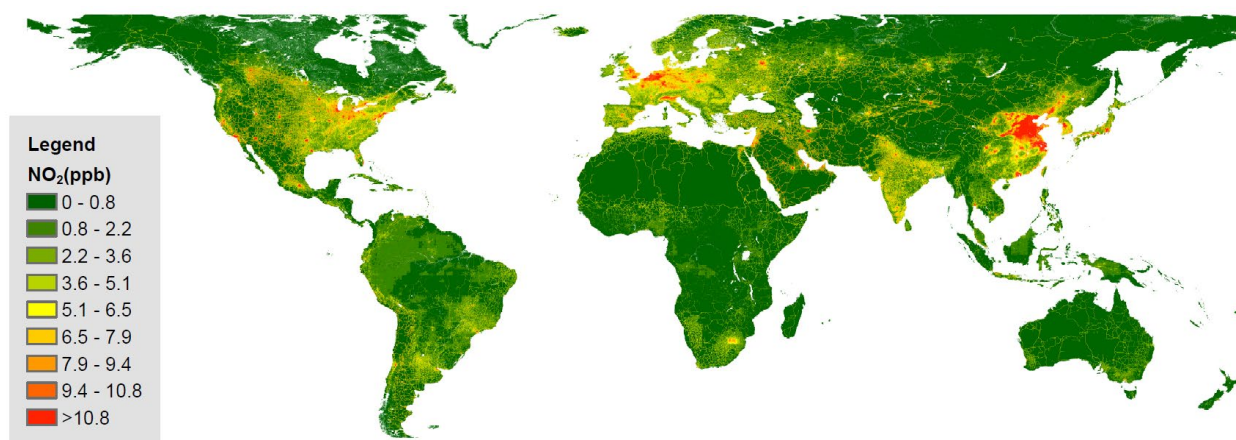 Legend
NO₂(ppb)
0 - 0.8
0.8 - 2.2
2.2 - 3.6
3.6 - 5.1
5.1 - 6.5
6.5 - 7.9
7.9 - 9.4
9.4 - 10.8
>10.8